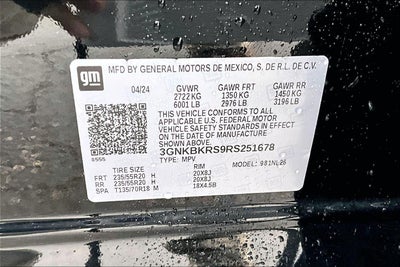 gm
MFD BY GENERAL MOTORS DE MEXICO, S. DE R.L. DE C.V.
04/24 GVWR GAWR FRT GAWR RR
2722 KG 1350 KG 1450 KG
6001 LB 2976 LB 3196 LB
THIS VEHICLE CONFORMS TO ALL
APPLICABLE U.S. FEDERAL MOTOR
VEHICLE SAFETY STANDARDS IN EFFECT ON
THE DATE OF MANUFACTURE SHOWN ABOVE.
3GNKBKRS9RS251678
TYPE: MPV MODEL: 981NL26
TIRE SIZE RIM
FRT 235/55R20 H 20X8J
RR 235/55R20 H 20X8J
SPA T135/70R18 M 18X4.5B